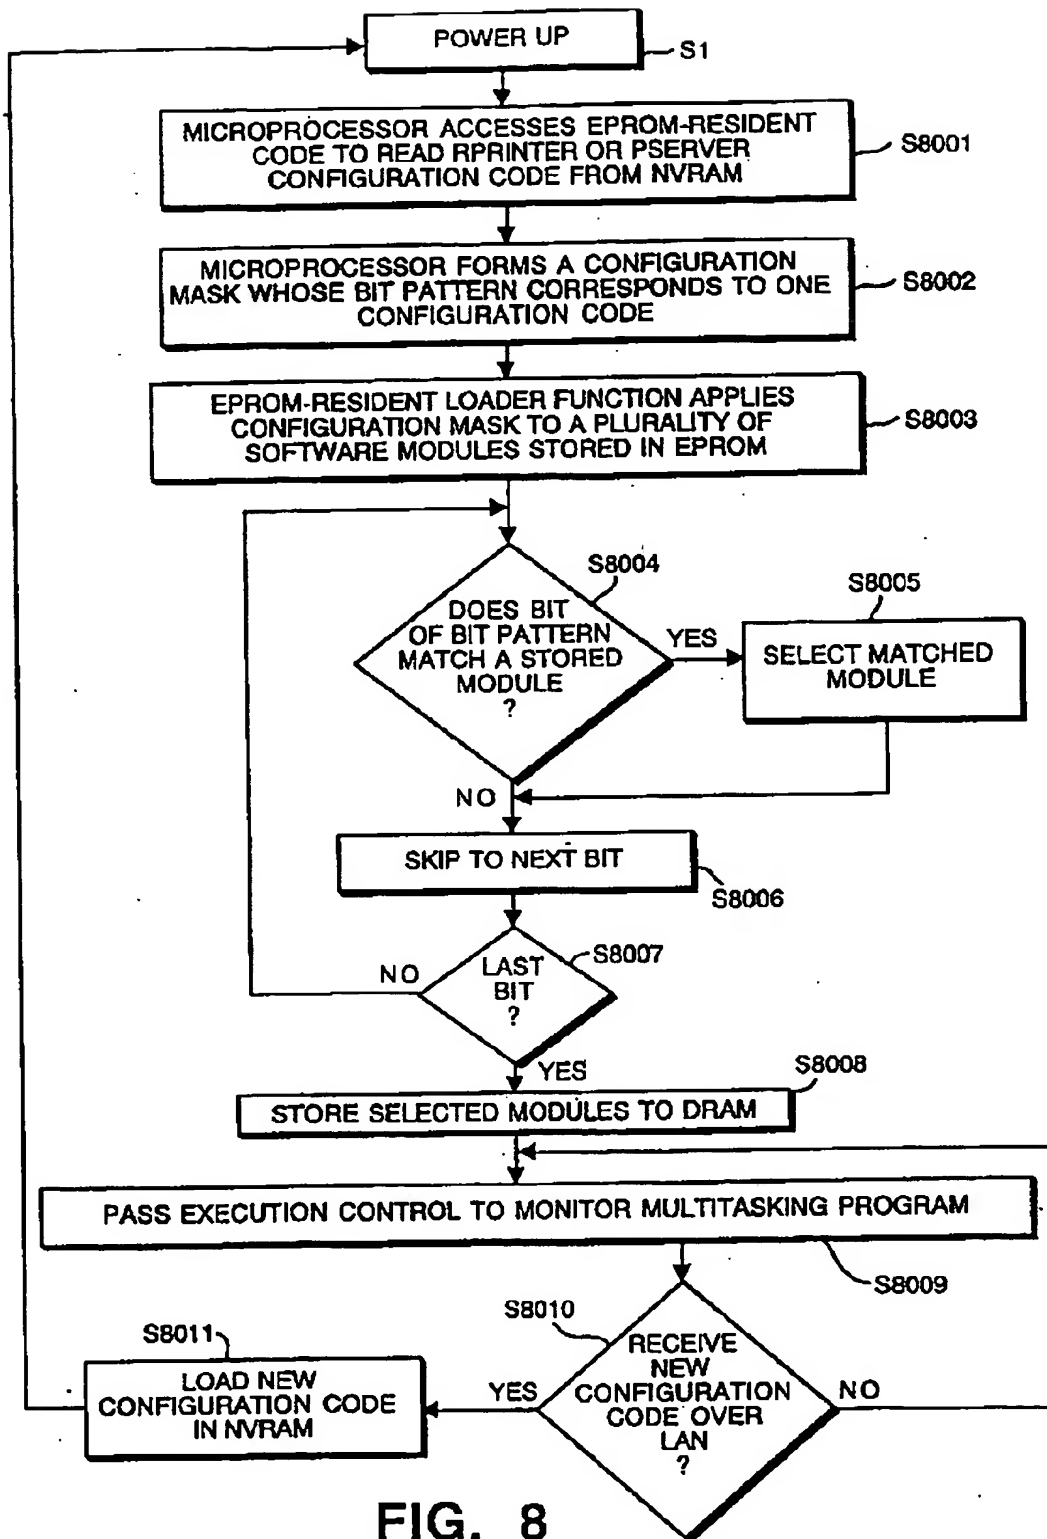 POWER UP
S1
MICROPROCESSOR ACCESSES EPROM-RESIDENT
CODE TO READ RPRINTER OR PSERVER
CONFIGURATION CODE FROM NVRAM
S8001
MICROPROCESSOR FORMS A CONFIGURATION
MASK WHOSE BIT PATTERN CORRESPONDS TO ONE
CONFIGURATION CODE
S8002
EPROM-RESIDENT LOADER FUNCTION APPLIES
CONFIGURATION MASK TO A PLURALITY OF
SOFTWARE MODULES STORED IN EPROM
S8003
S8004
DOES BIT
OF BIT PATTERN
MATCH A STORED
MODULE
?
YES
S8005
SELECT MATCHED
MODULE
NO
SKIP TO NEXT BIT
S8006
S8007
LAST
BIT
?
NO
YES
S8008
STORE SELECTED MODULES TO DRAM
PASS EXECUTION CONTROL TO MONITOR MULTITASKING PROGRAM
S8009
S8010
RECEIVE
NEW
CONFIGURATION
CODE OVER
LAN
?
YES
NO
S8011
LOAD NEW
CONFIGURATION CODE
IN NVRAM
FIG. 8